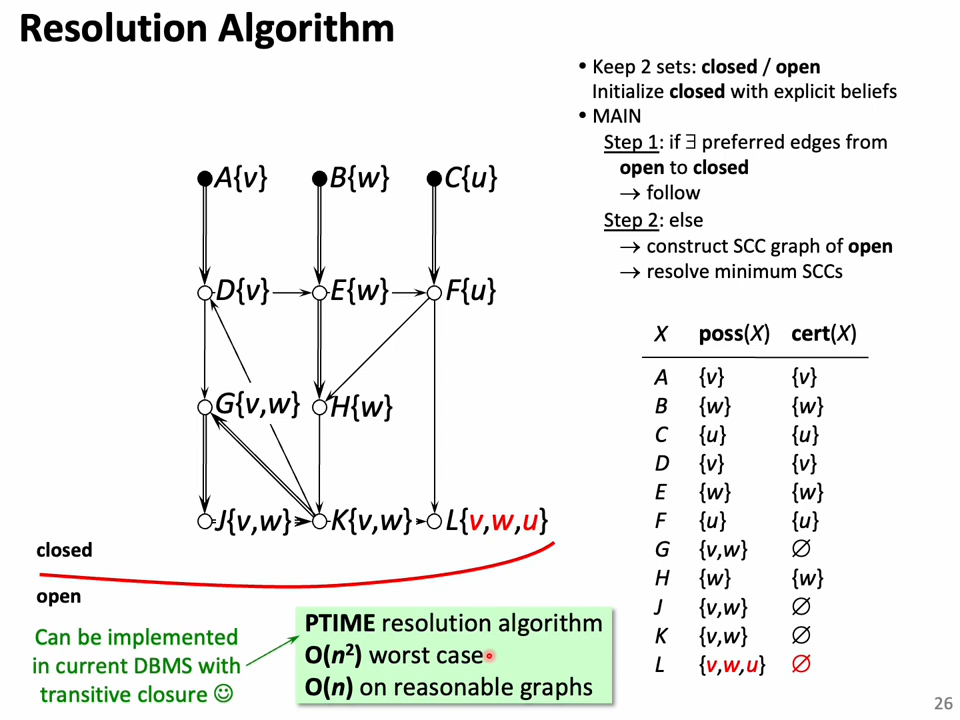 Resolution Algorithm
• Keep 2 sets: closed / open
Initialize closed with explicit beliefs
• MAIN
Step 1: if ∃ preferred edges from
open to closed
→ follow
Step 2: else
→ construct SCC graph of open
→ resolve minimum SCCs
A{v} B{w} C{u}
D{v} E{w} F{u}
G{v,w} H{w}
J{v,w} K{v,w} L{v,w,u}
closed
open
Can be implemented
in current DBMS with
transitive closure ☺
PTIME resolution algorithm
O(n²) worst case
O(n) on reasonable graphs
X poss(X) cert(X)
A {v} {v}
B {w} {w}
C {u} {u}
D {v} {v}
E {w} {w}
F {u} {u}
G {v,w} ∅
H {w} {w}
J {v,w} ∅
K {v,w} ∅
L {v,w,u} ∅
26